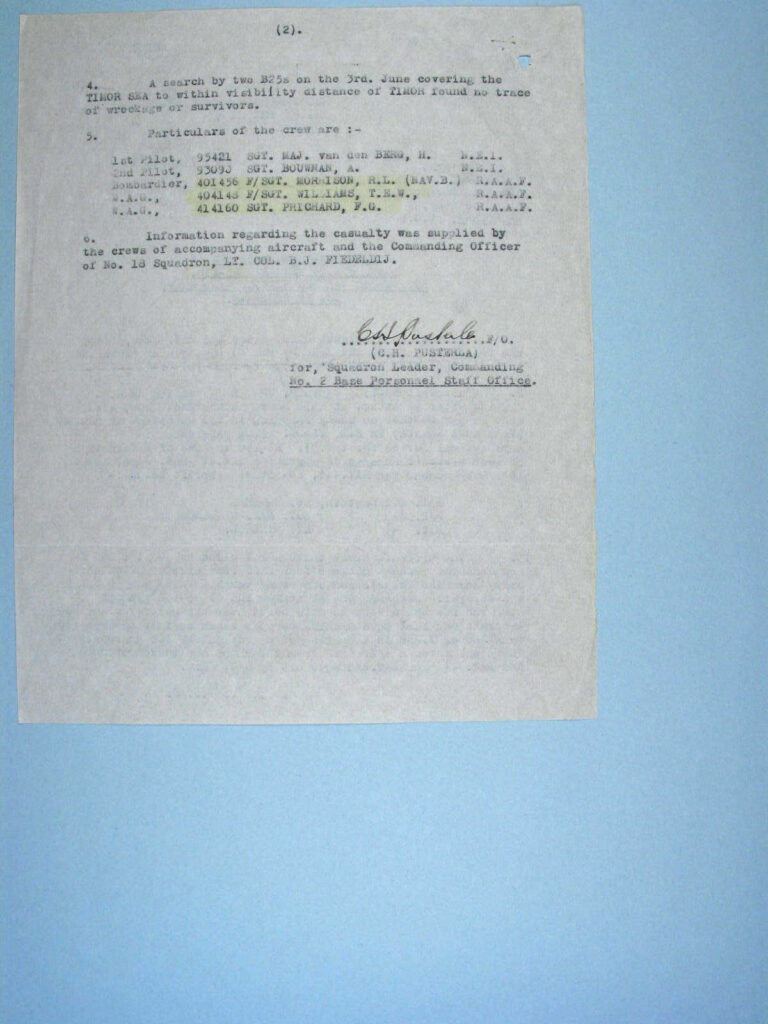 (2).
4. A search by two B25s on the 3rd. June covering the
TIMOR SEA to within visibility distance of TIMOR found no trace
of wreckage or survivors.
5. Particulars of the crew are :-
1st Pilot, 95421 SGT. MAJ. van den BERG, H. N.E.I.
2nd Pilot, 93093 SGT. BOUWMAN, A. N.E.I.
Bombardier, 401456 F/SGT. MORRISON, R.L. (NAV.B.) R.A.A.F.
W.A.G., F/SGT. WILLIAMS, T.E.W., R.A.A.F.
W.A.G., 414160 SGT. PRICHARD, F.G. R.A.A.F.
6. Information regarding the casualty was supplied by
the crews of accompanying aircraft and the Commanding Officer
of No. 18 Squadron, LT. COL. B.J. FIEDELDIJ.
F/O.
(C.H. PUSTERLA)
for, Squadron Leader, Commanding
No. 2 Base Personnel Staff Office.